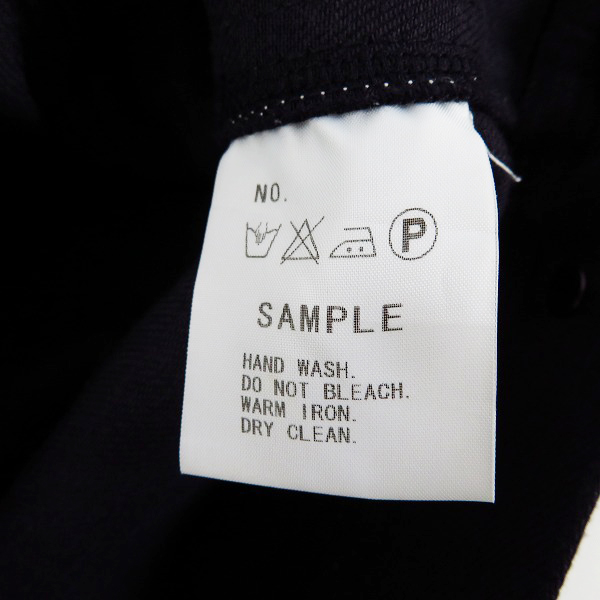 NO.
P
SAMPLE
HAND WASH.
DO NOT BLEACH.
WARM IRON.
DRY CLEAN.